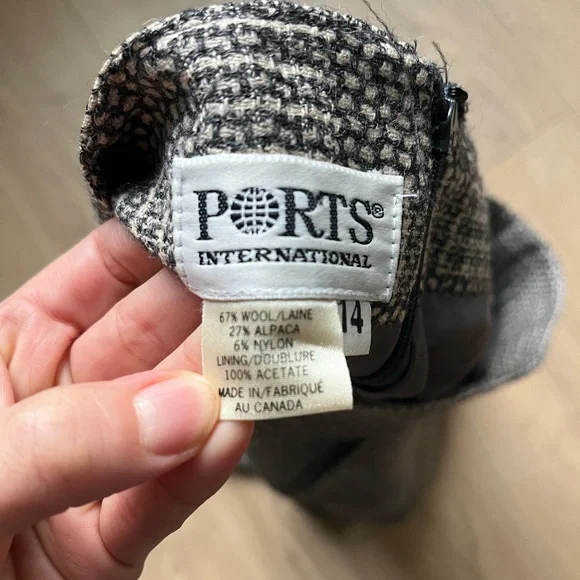 PORTS®
INTERNATIONAL
14
67% WOOL/LAINE
27% ALPACA
6% NYLON
LINING/DOUBLURE
100% ACETATE
MADE IN/FABRIQUÉ
AU CANADA